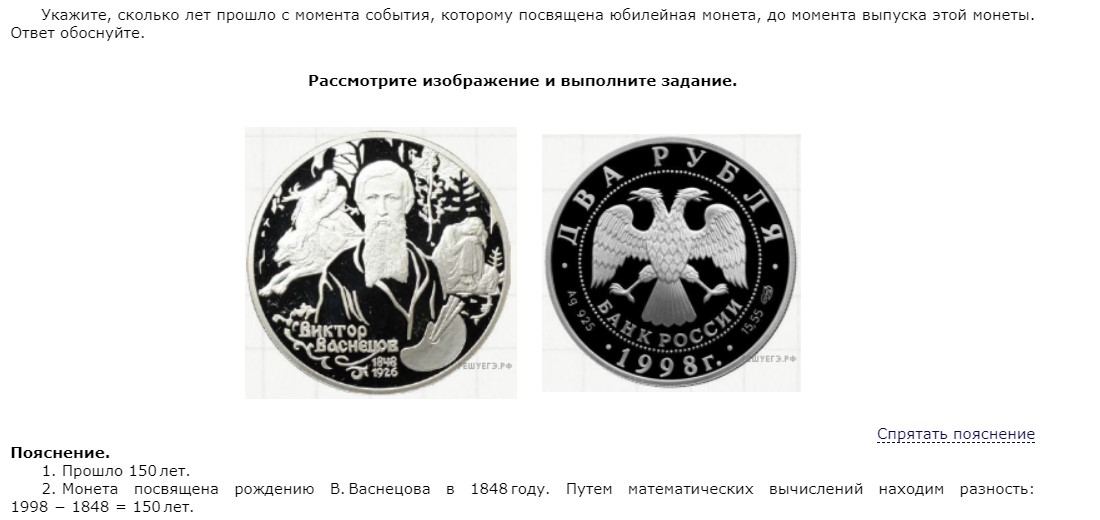 Укажите, сколько лет прошло с момента события, которому посвящена юбилейная монета, до момента выпуска этой монеты.
Ответ обоснуйте.
Рассмотрите изображение и выполните задание.
Виктор
Васнецов
1848
1926
РЕШУЕГЭ.РФ
ДВА РУБЛЯ
Ag 925
БАНК РОССИИ
15,55
1998г.
РЕШУЕГЭ.РФ
Спрятать пояснение
Пояснение.
1. Прошло 150 лет.
2. Монета посвящена рождению В. Васнецова в 1848 году. Путем математических вычислений находим разность:
1998 − 1848 = 150 лет.